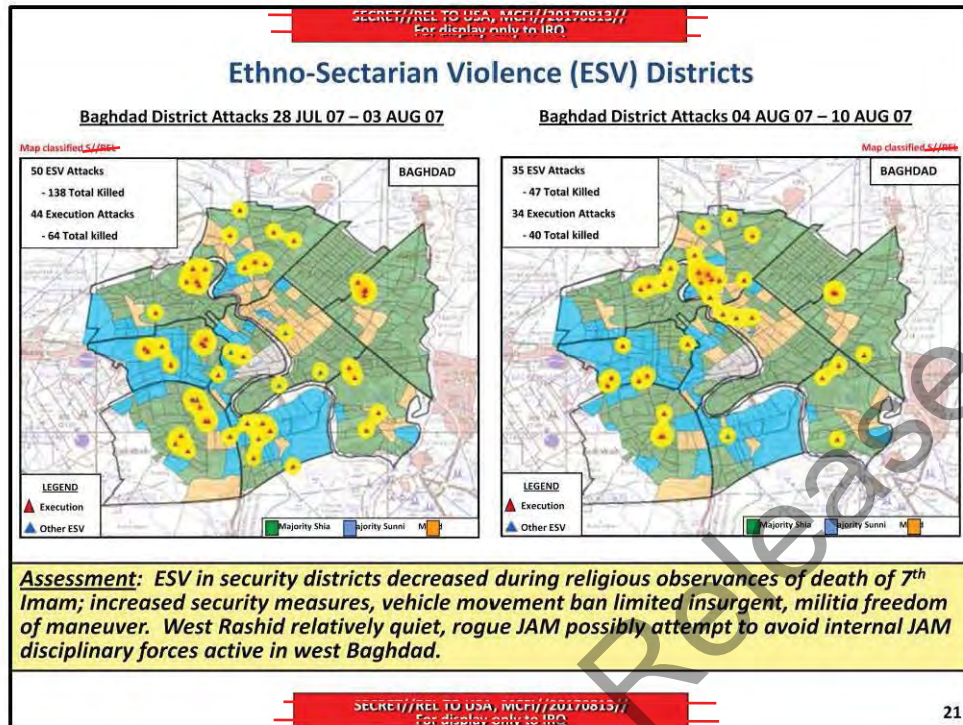 SECRET//REL TO USA, MCFI//20170813//
For display only to IRQ
Ethno-Sectarian Violence (ESV) Districts
Baghdad District Attacks 28 JUL 07 – 03 AUG 07
Baghdad District Attacks 04 AUG 07 – 10 AUG 07
Map classified S//REL
Map classified S//REL
50 ESV Attacks
- 138 Total Killed
44 Execution Attacks
- 64 Total killed
BAGHDAD
35 ESV Attacks
- 47 Total Killed
34 Execution Attacks
- 40 Total killed
BAGHDAD
LEGEND
Execution
Other ESV
Majority Shia
ajority Sunni
LEGEND
Execution
Other ESV
Majority Shia
ajority Sunni
Assessment: ESV in security districts decreased during religious observances of death of 7th
Imam; increased security measures, vehicle movement ban limited insurgent, militia freedom
of maneuver. West Rashid relatively quiet, rogue JAM possibly attempt to avoid internal JAM
disciplinary forces active in west Baghdad.
Release
SECRET//REL TO USA, MCFI//20170813//
For display only to IRQ
21